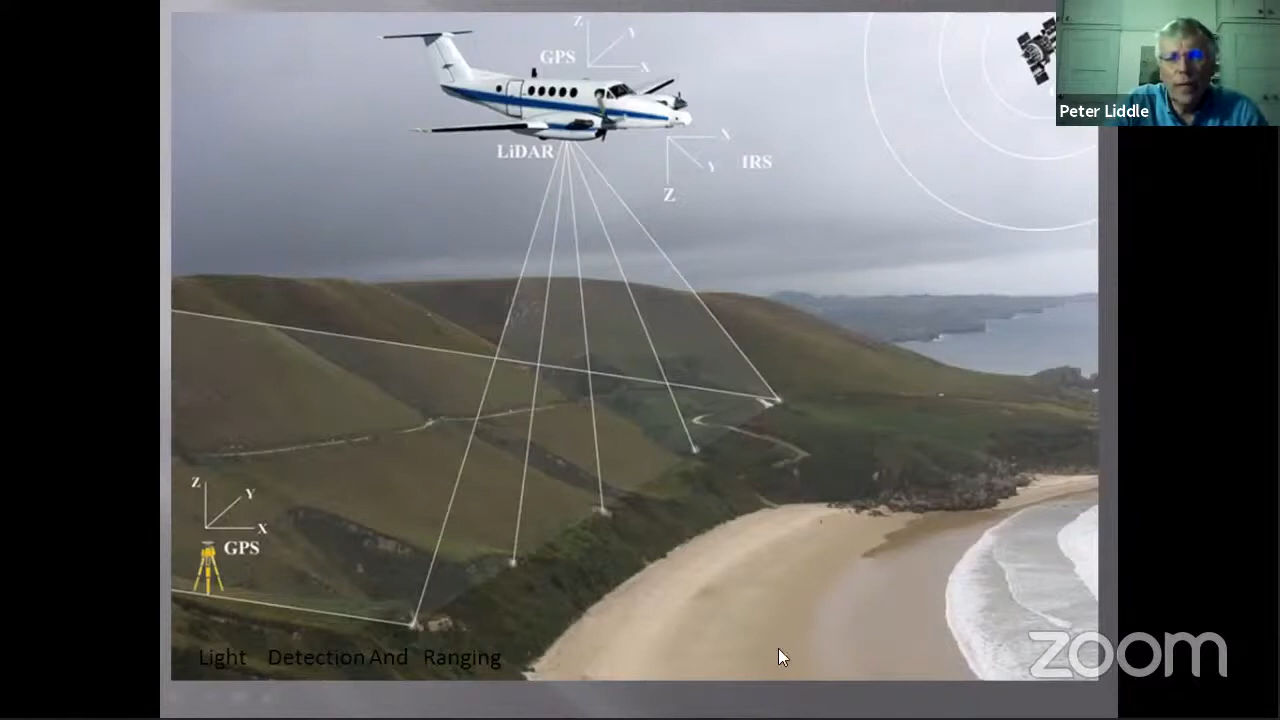 Z
Y
GPS
X
Peter Liddle
LiDAR
X
Y
IRS
Z
Z
Y
X
GPS
Light Detection And Ranging
zoom